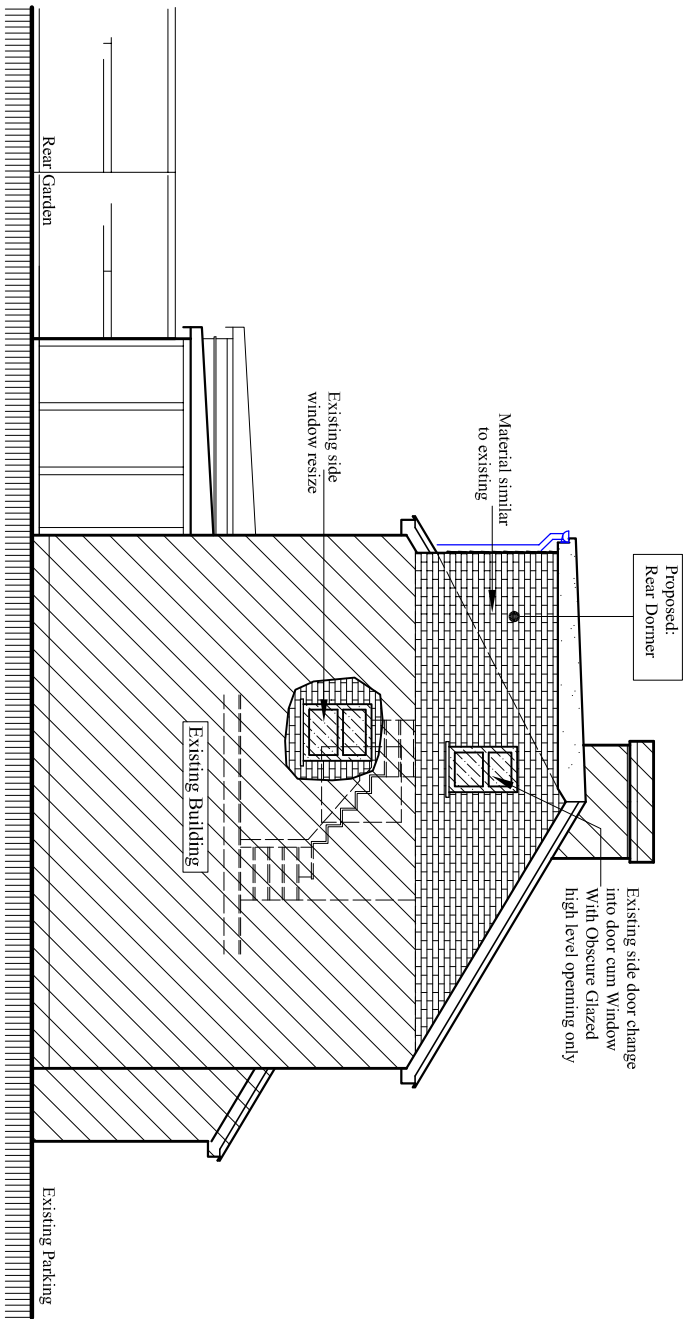 Proposed:
Rear Dormer
Material similar
to existing
Existing side door change
into door cum Window
With Obscure Glazed
high level openning only
Existing side
window resize
Existing Building
Rear Garden
Existing Parking